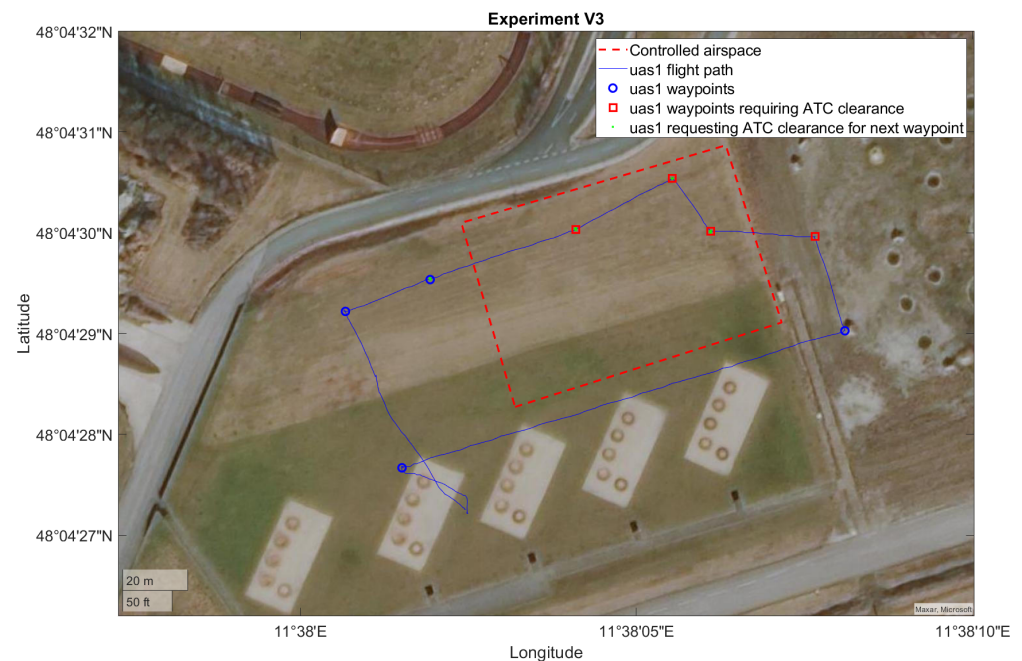 Experiment V3
48°04'32"N
48°04'31"N
48°04'30"N
48°04'29"N
48°04'28"N
48°04'27"N
Latitude
Controlled airspace
uas1 flight path
uas1 waypoints
uas1 waypoints requiring ATC clearance
uas1 requesting ATC clearance for next waypoint
20 m
50 ft
Maxar, Microsoft
11°38'E
11°38'05"E
11°38'10"E
Longitude